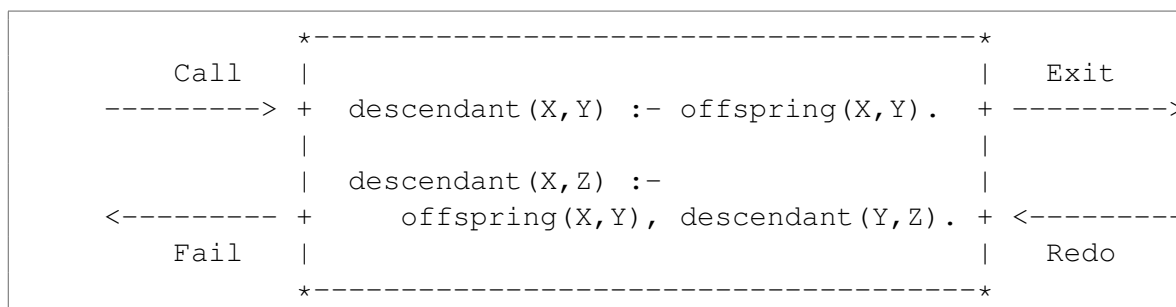 *--------------------------------------*
Call | | Exit
---------> + descendant(X,Y) :- offspring(X,Y). + --------->
| |
| descendant(X,Z) :- |
<--------- + offspring(X,Y), descendant(Y,Z). + <---------
Fail | | Redo
*--------------------------------------*